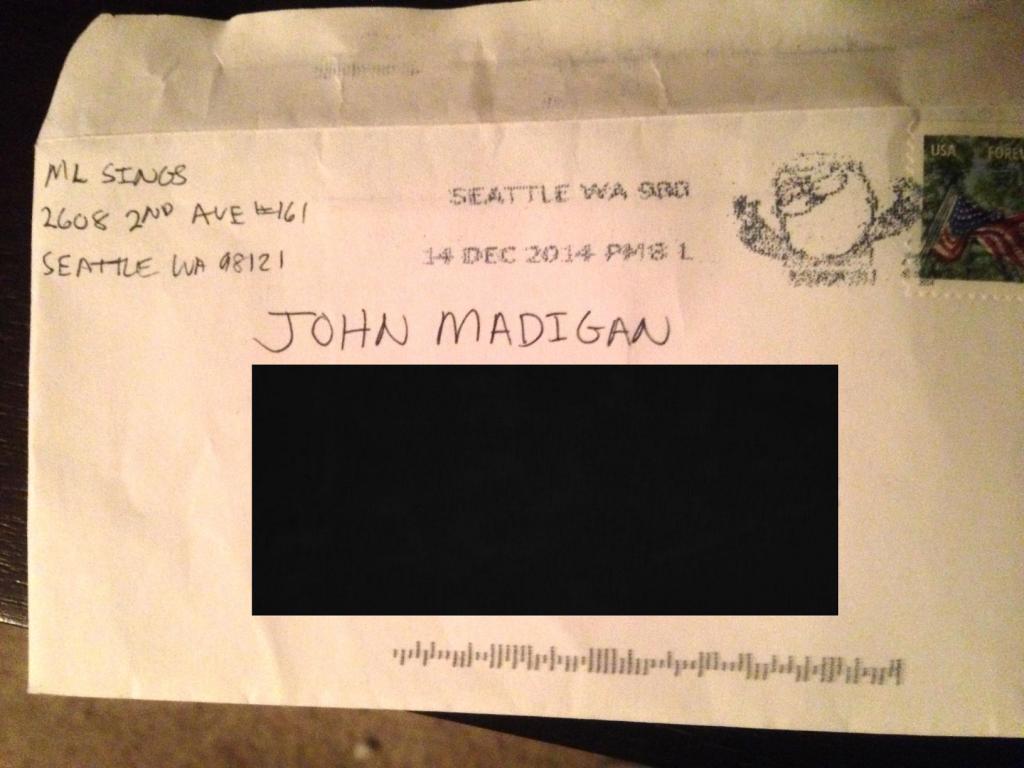 ML SINGS
2608 2ND AVE #161
SEATTLE WA 98121
SEATTLE WA 980
14 DEC 2014 PM 8 L
USA FOREV
JOHN MADIGAN